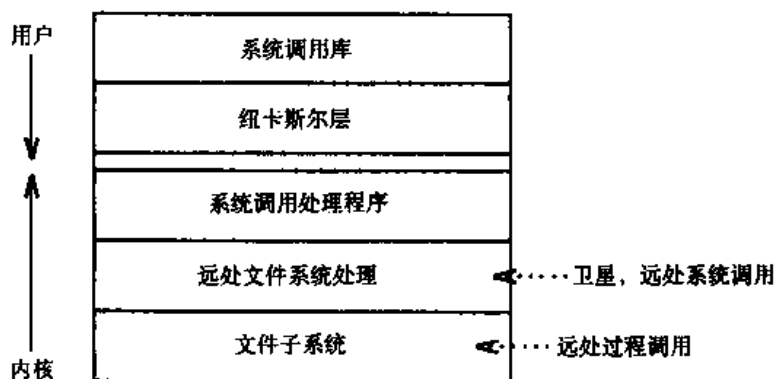 用户
系统调用库
纽卡斯尔层
系统调用处理程序
远处文件系统处理
卫星，远处系统调用
文件子系统
远处过程调用
内核